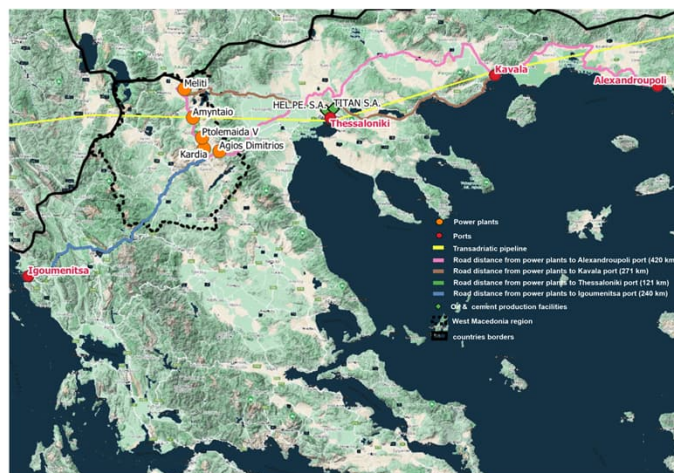 Meliti
Kavala
Alexandroupoli
Amyntaio
HEL.PE. S.A.
TITAN S.A.
Thessaloniki
Ptolemaida V
Kardia
Agios Dimitrios
Igoumenitsa
Power plants
Ports
Transadriatic pipeline
Road distance from power plants to Alexandroupoli port (420 km)
Road distance from power plants to Kavala port (271 km)
Road distance from power plants to Thessaloniki port (121 km)
Road distance from power plants to Igoumenitsa port (240 km)
Oil & cement production facilities
West Macedonia region
countries borders